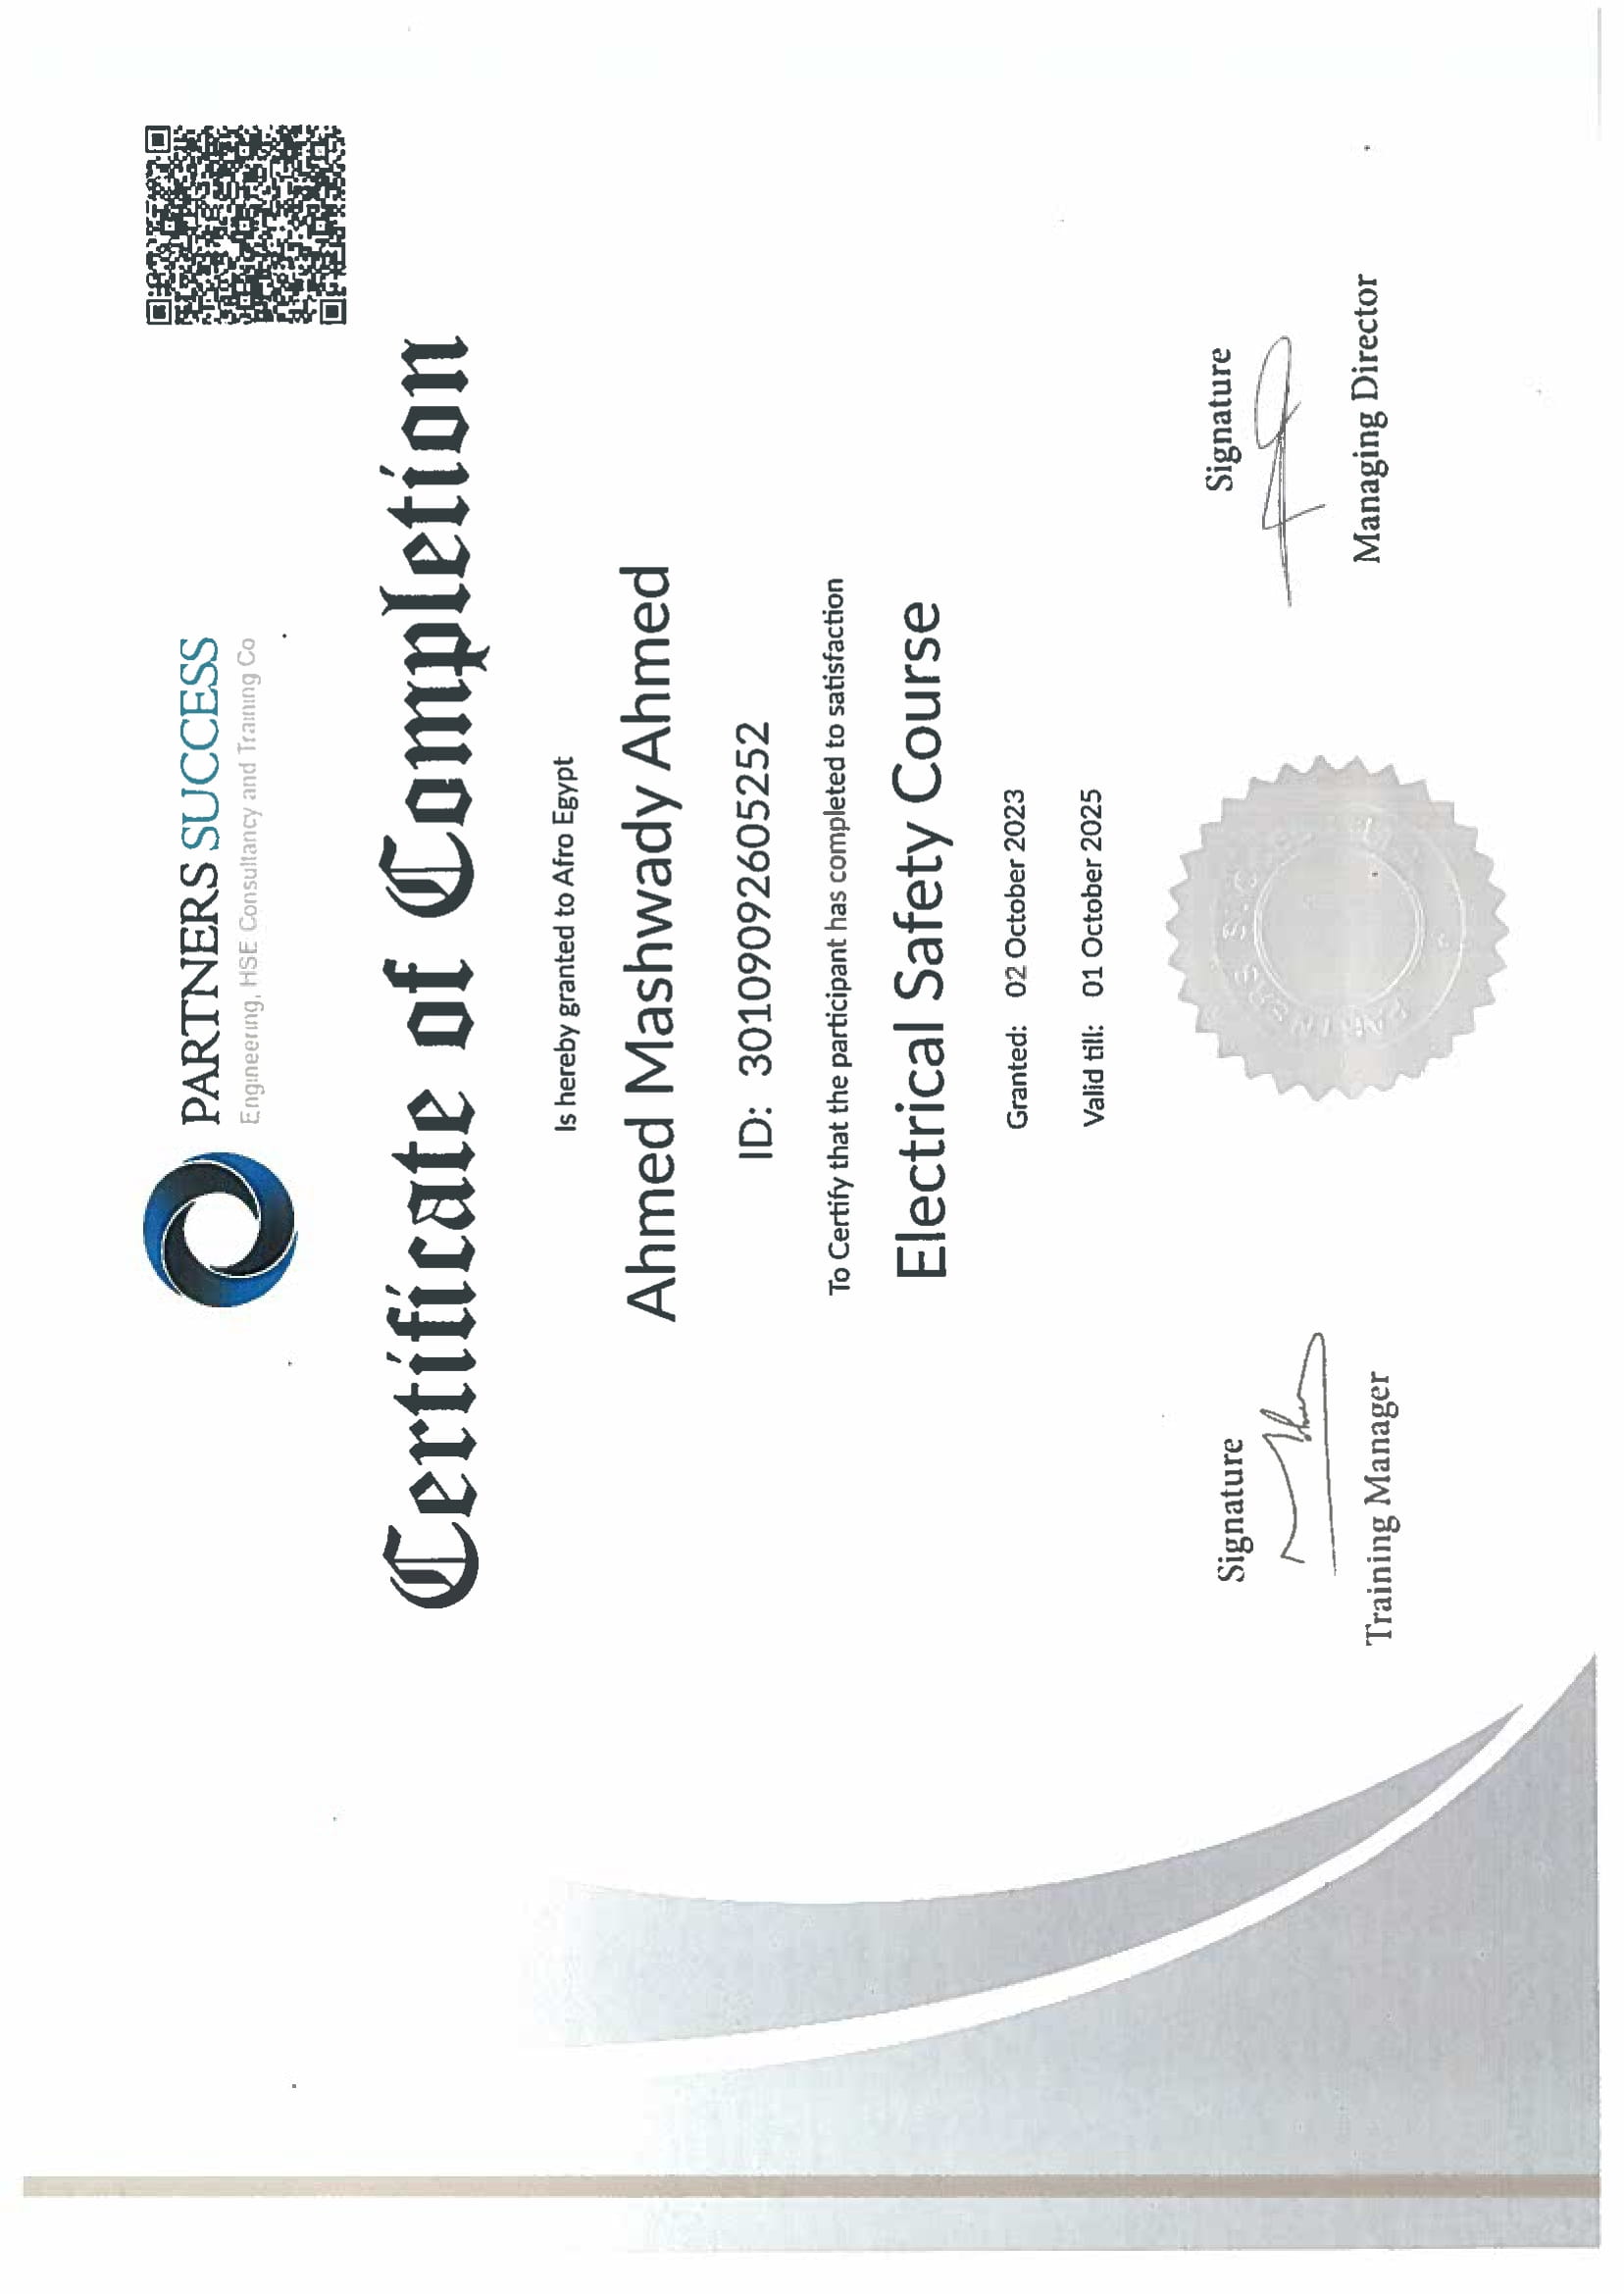 PARTNERS SUCCESS
Engineering, HSE Consultancy and Training Co
Certificate of Completion
Is hereby granted to Afro Egypt
Ahmed Mashwady Ahmed
ID: 30109092605252
To Certify that the participant has completed to satisfaction
Electrical Safety Course
Granted: 02 October 2023
Valid till: 01 October 2025
Signature
Signature
Training Manager
Managing Director